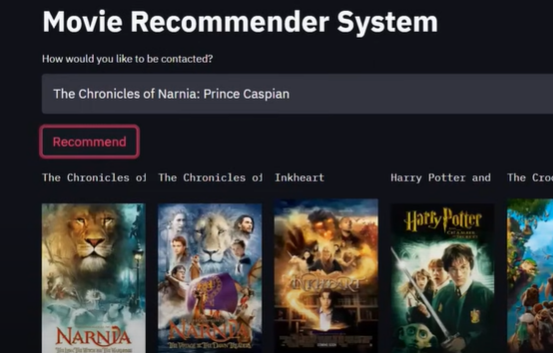 Movie Recommender System
How would you like to be contacted?
The Chronicles of Narnia: Prince Caspian
Recommend
The Chronicles of
The Chronicles of
Inkheart
Harry Potter and
The Croo
NARNIA
NARNIA
INKHEART
Harry Potter